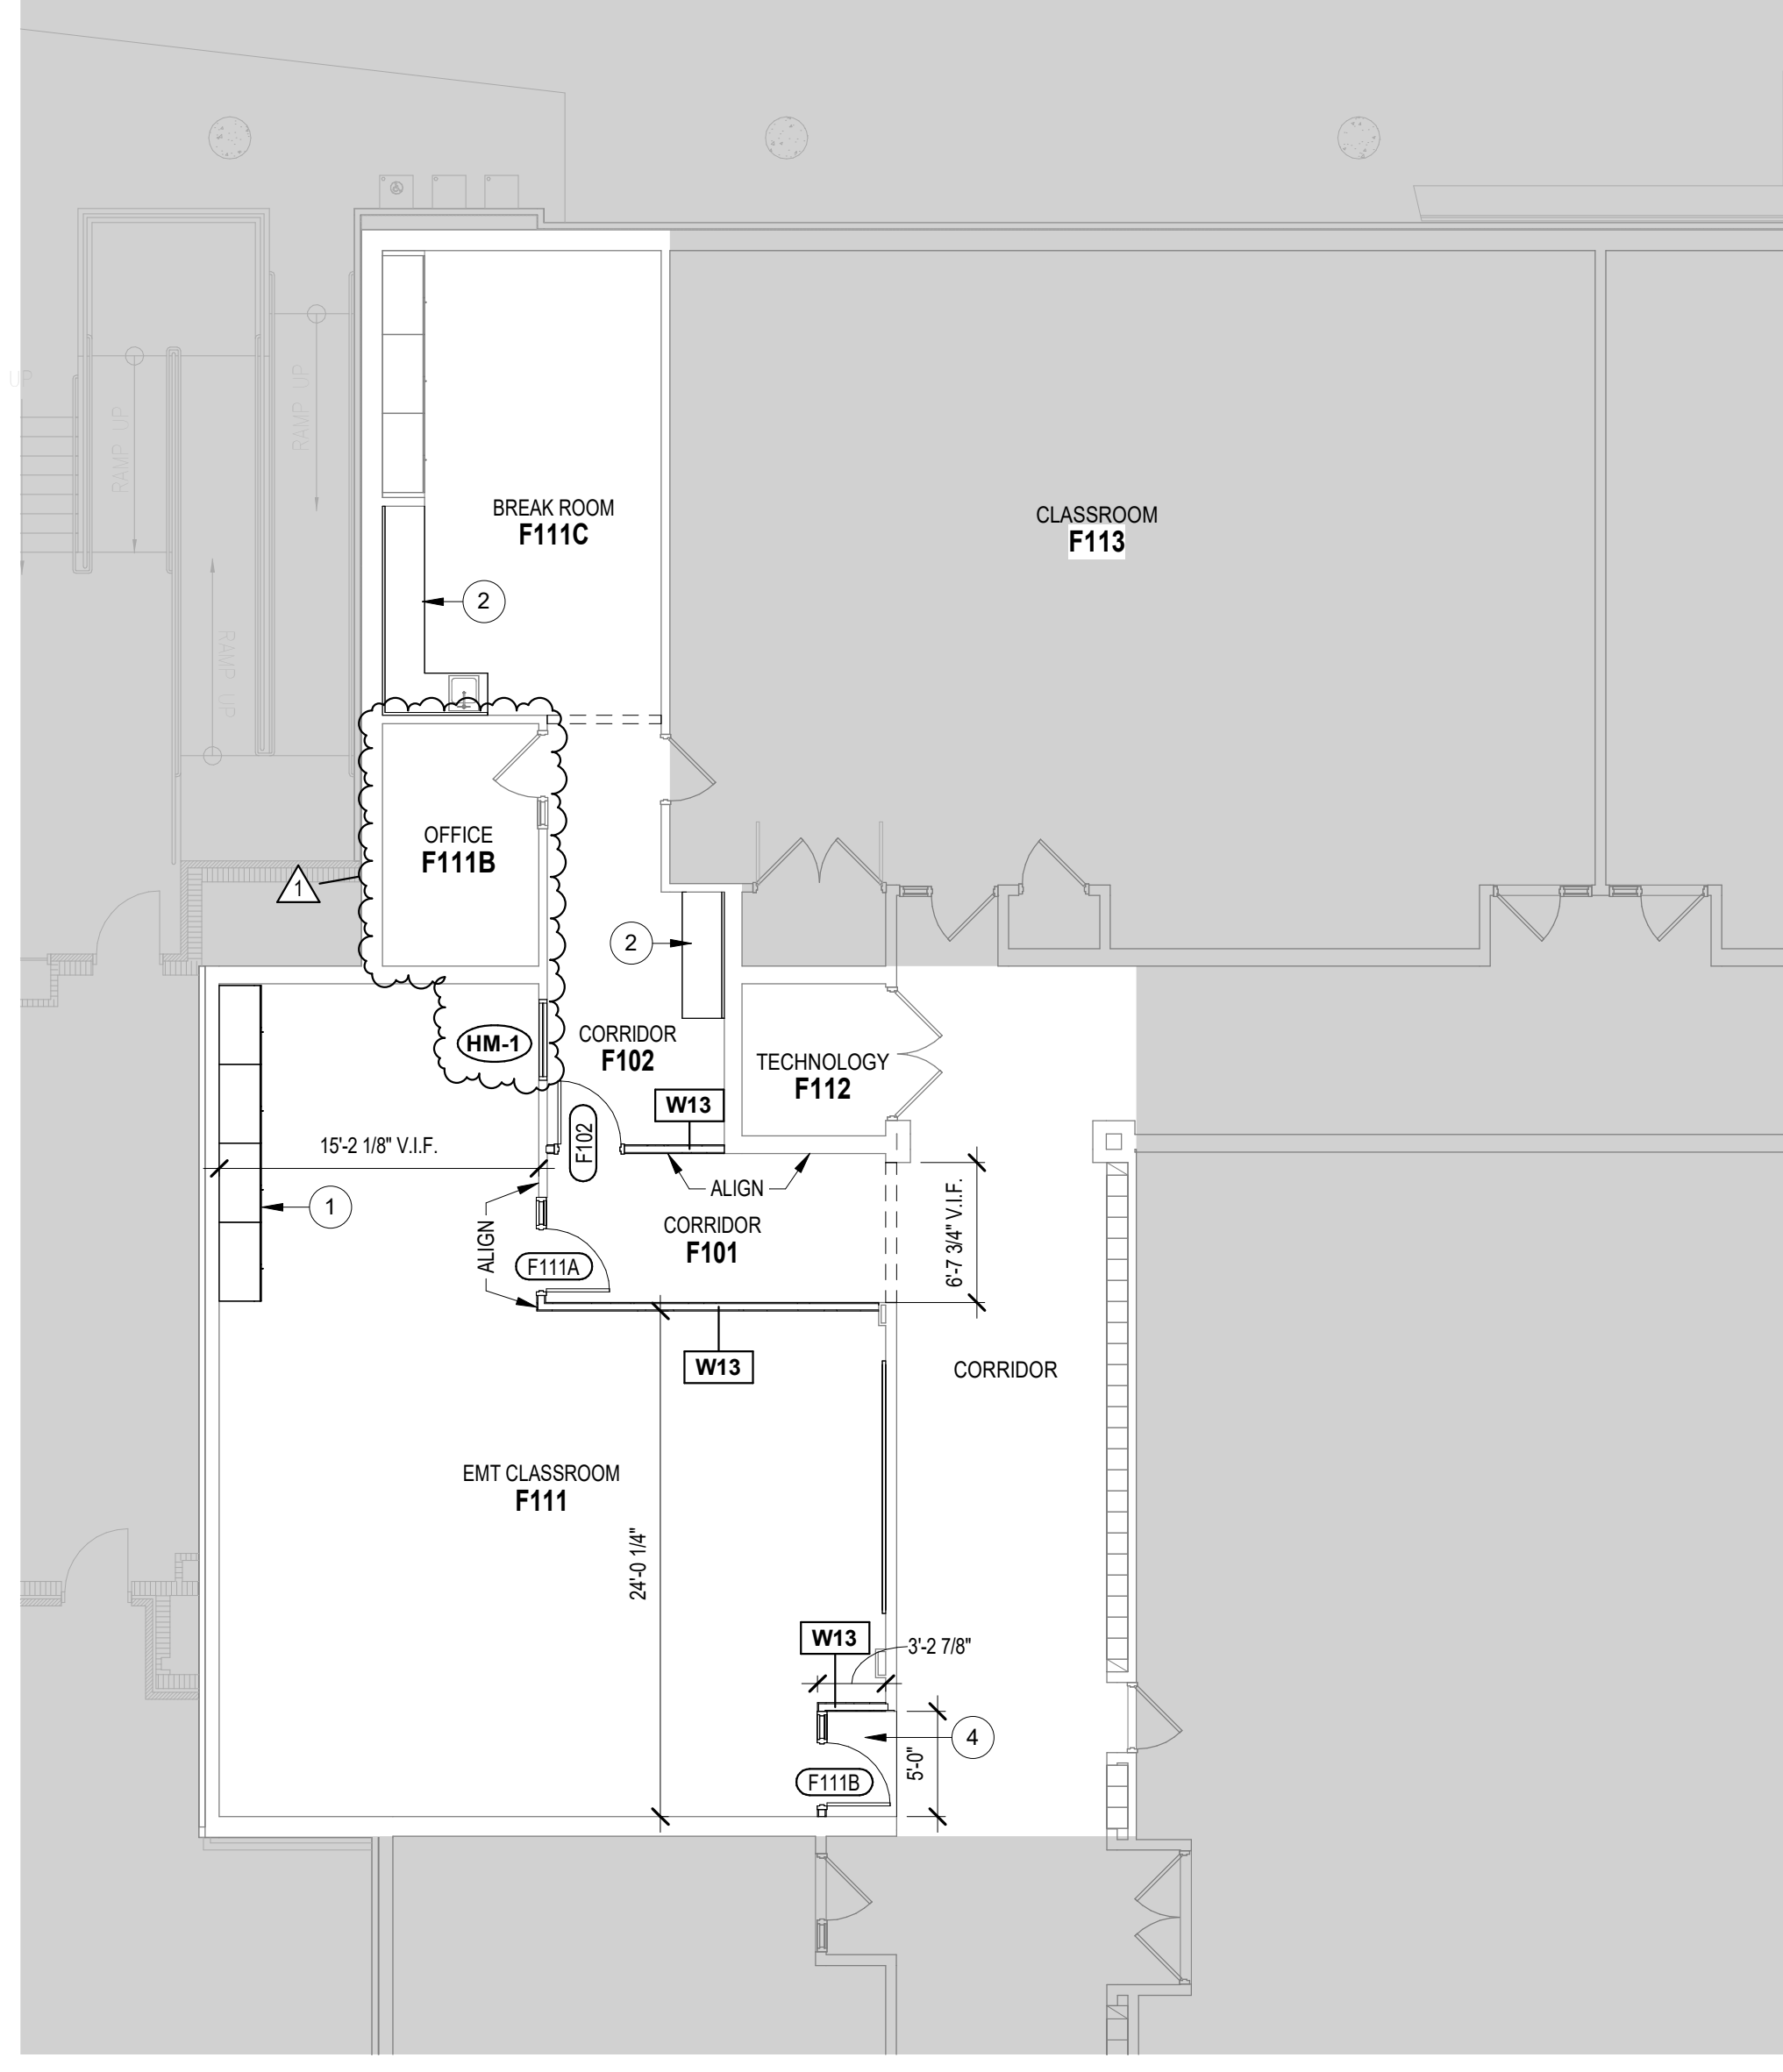 UP
RAMP UP
RAMP UP
RAMP UP
BREAK ROOM
F111C
CLASSROOM
F113
2
OFFICE
F111B
1
2
HM-1
CORRIDOR
F102
TECHNOLOGY
F112
W13
F102
15'-2 1/8" V.I.F.
ALIGN
1
ALIGN
CORRIDOR
F101
6'-7 3/4" V.I.F.
F111A
W13
CORRIDOR
EMT CLASSROOM
F111
24'-0 1/4"
W13
3'-2 7/8"
4
5'-0"
F111B